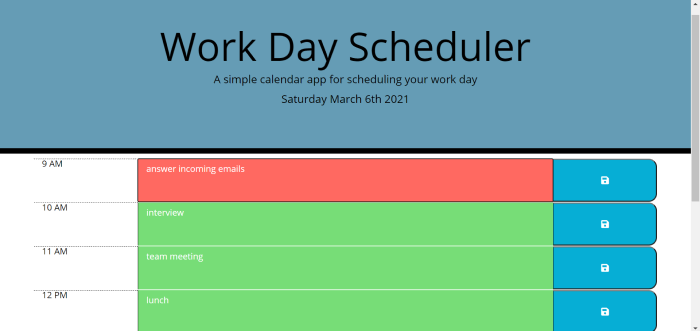 Work Day Scheduler
A simple calendar app for scheduling your work day
Saturday March 6th 2021
9 AM
answer incoming emails
10 AM
interview
11 AM
team meeting
12 PM
lunch